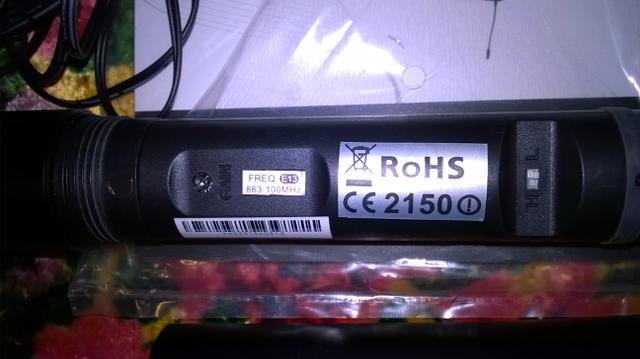 GAIN
FREQ E13
863.100MHz
RoHS
CE 2150
H L